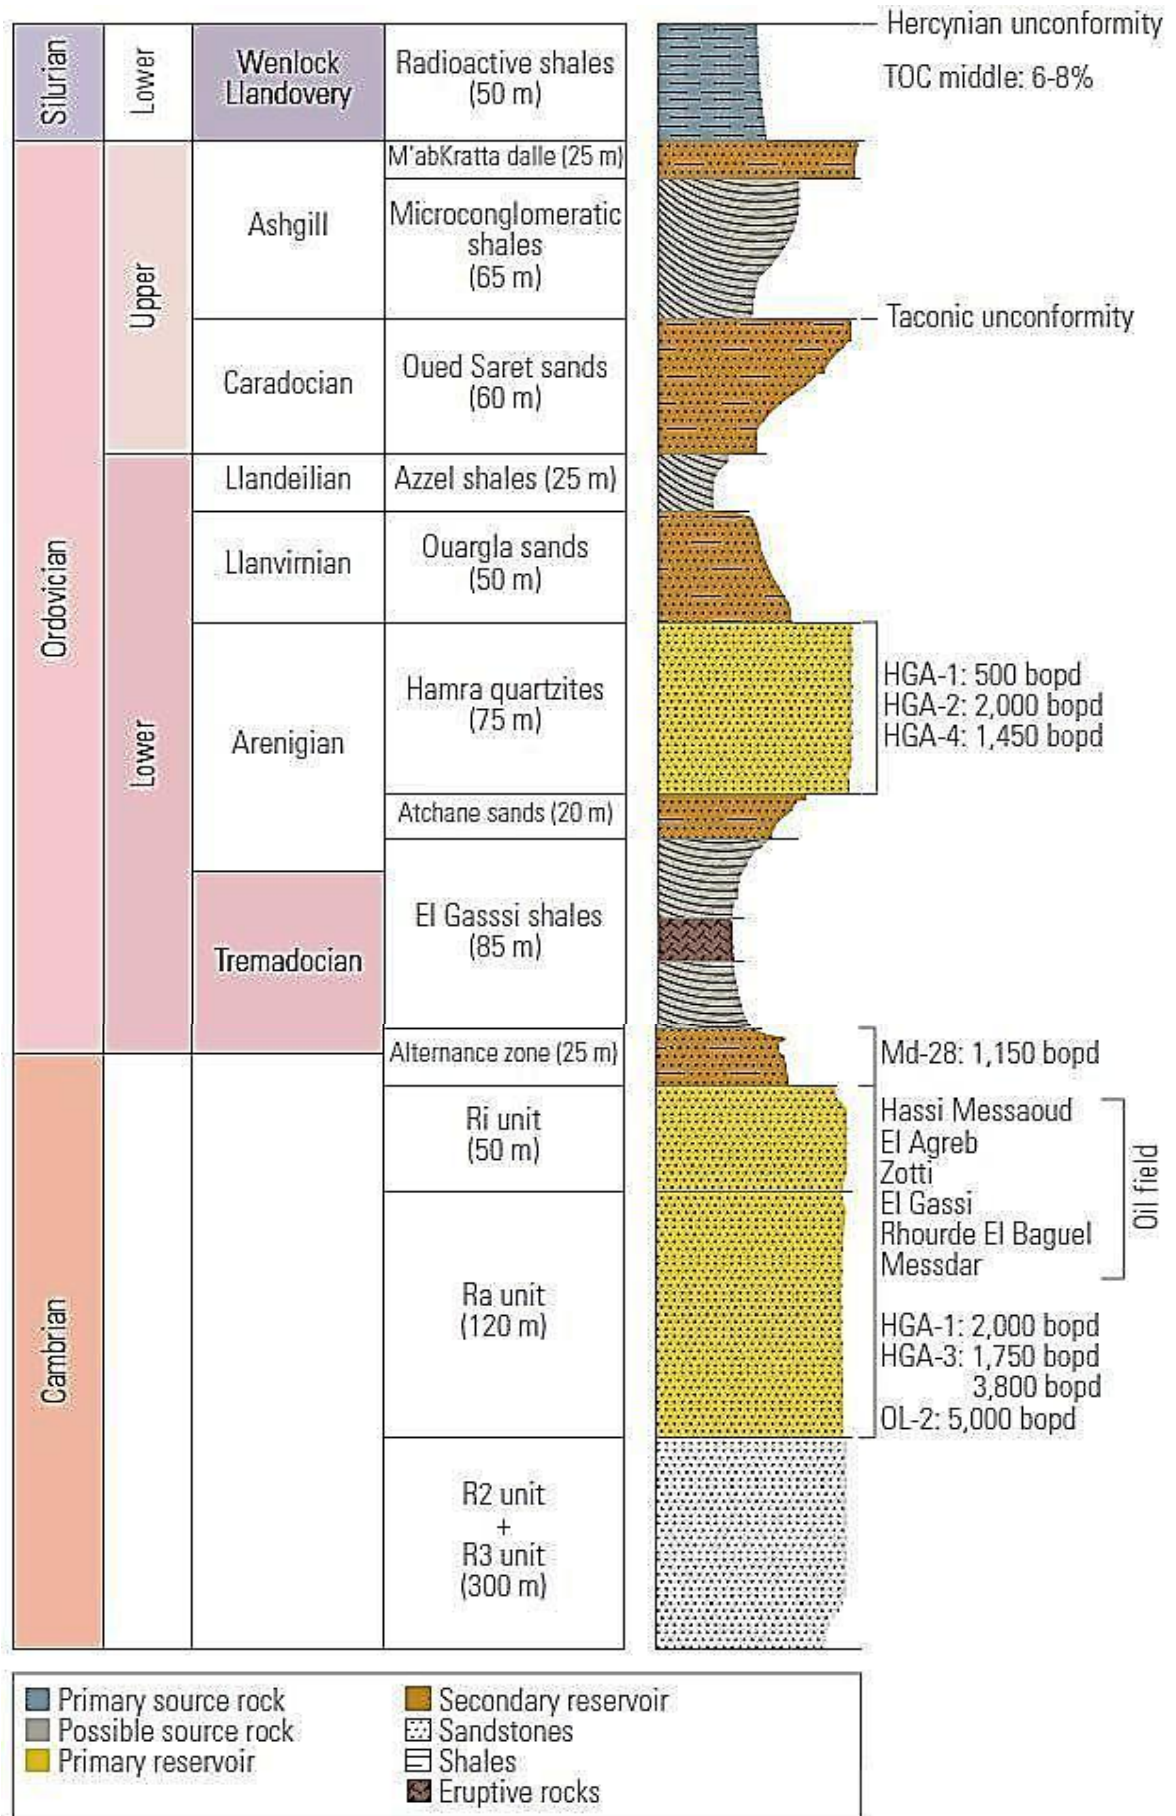 Silurian
Lower
Wenlock
Llandovery
Radioactive shales
(50 m)
Hercynian unconformity
TOC middle: 6-8%
Ordovician
Upper
Ashgill
M'abKratta dalle (25 m)
Microconglomeratic
shales
(65 m)
Taconic unconformity
Caradocian
Oued Saret sands
(60 m)
Lower
Llandeilian
Azzel shales (25 m)
Llanvirnian
Ouargla sands
(50 m)
Arenigian
Hamra quartzites
(75 m)
HGA-1: 500 bopd
HGA-2: 2,000 bopd
HGA-4: 1,450 bopd
Atchane sands (20 m)
El Gasssi shales
(85 m)
Tremadocian
Alternance zone (25 m)
Md-28: 1,150 bopd
Cambrian
Ri unit
(50 m)
Hassi Messaoud
El Agreb
Zotti
El Gassi
Rhourde El Baguel
Messdar
Oil field
Ra unit
(120 m)
HGA-1: 2,000 bopd
HGA-3: 1,750 bopd
3,800 bopd
OL-2: 5,000 bopd
R2 unit
+
R3 unit
(300 m)
Primary source rock
Possible source rock
Primary reservoir
Secondary reservoir
Sandstones
Shales
Eruptive rocks